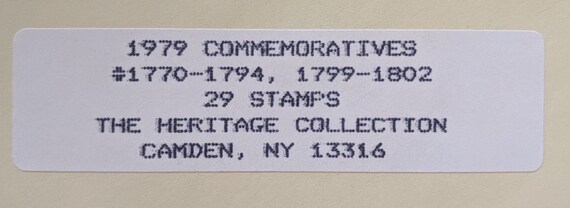 1979 COMMEMORATIVES
#1770-1794, 1799-1802
29 STAMPS
THE HERITAGE COLLECTION
CAMDEN, NY 13316